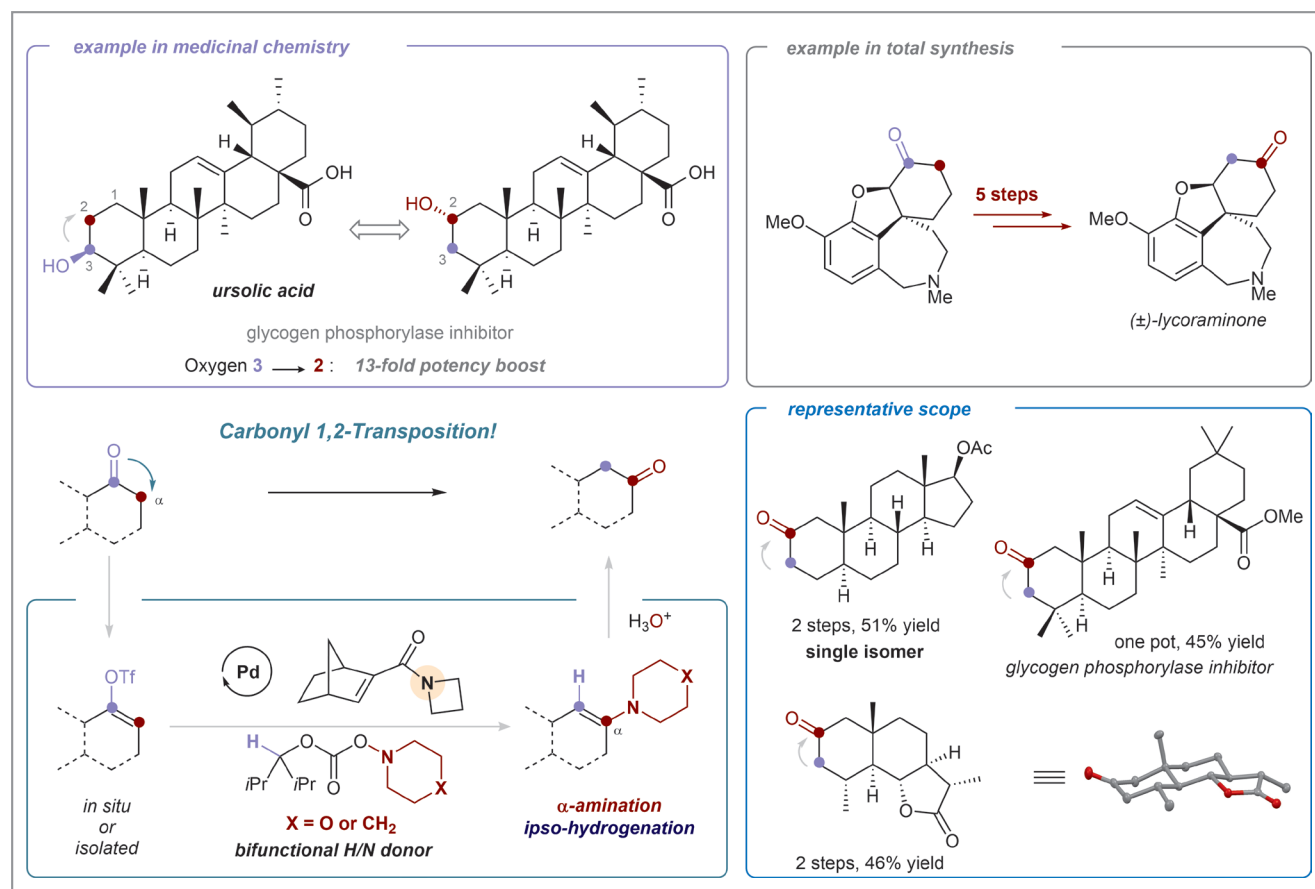 example in medicinal chemistry
H
OH
O
1
2
3
H
H
HO
ursolic acid
H
OH
O
HO
2
3
H
H
glycogen phosphorylase inhibitor
Oxygen 3 → 2 : 13-fold potency boost
example in total synthesis
O
O
MeO
N
Me
5 steps
O
O
MeO
N
Me
(±)-lycoraminone
Carbonyl 1,2-Transposition!
O
α
O
H₃O⁺
OTf
in situ
or
isolated
Pd
O
N
H
O
O
O
N
X
iPr
iPr
X = O or CH₂
bifunctional H/N donor
H
N
X
α
α-amination
ipso-hydrogenation
representative scope
OAc
O
H
H
H
H
2 steps, 51% yield
single isomer
O
H
OMe
O
H
H
one pot, 45% yield
glycogen phosphorylase inhibitor
O
H
H
O
O
2 steps, 46% yield